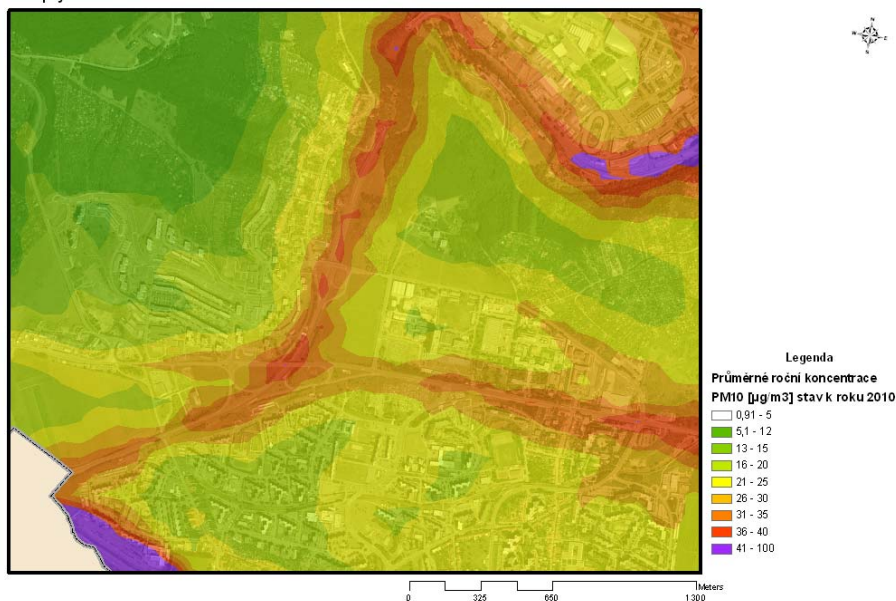 N
Legenda
Průměrné roční koncentrace
PM10 [µg/m3] stav k roku 2010
0,91 - 5
5,1 - 12
13 - 15
16 - 20
21 - 25
26 - 30
31 - 35
36 - 40
41 - 100
Meters
0 325 650 1 300